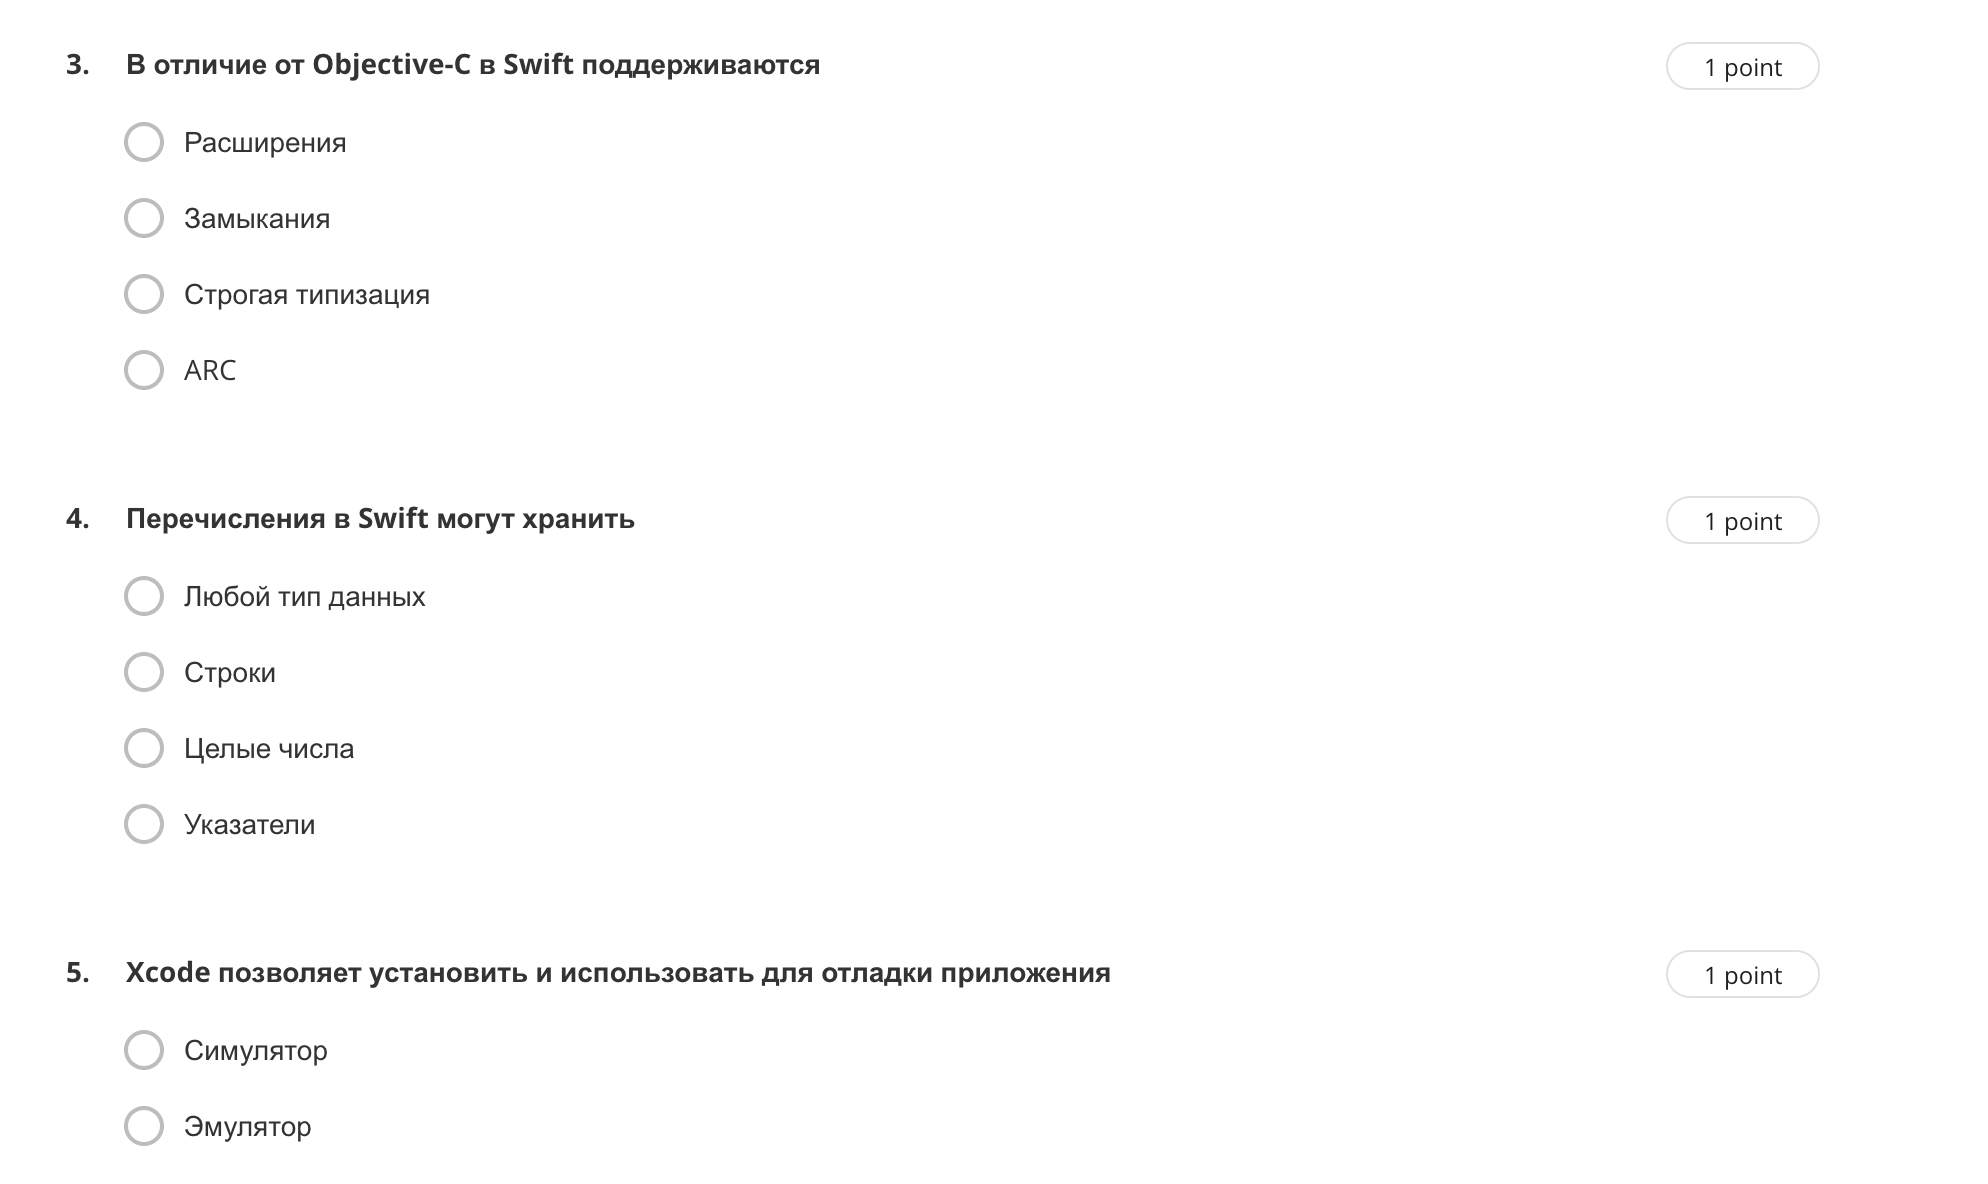 3. В отличие от Objective-C в Swift поддерживаются 1 point
Расширения
Замыкания
Строгая типизация
ARC
4. Перечисления в Swift могут хранить 1 point
Любой тип данных
Строки
Целые числа
Указатели
5. Xcode позволяет установить и использовать для отладки приложения 1 point
Симулятор
Эмулятор